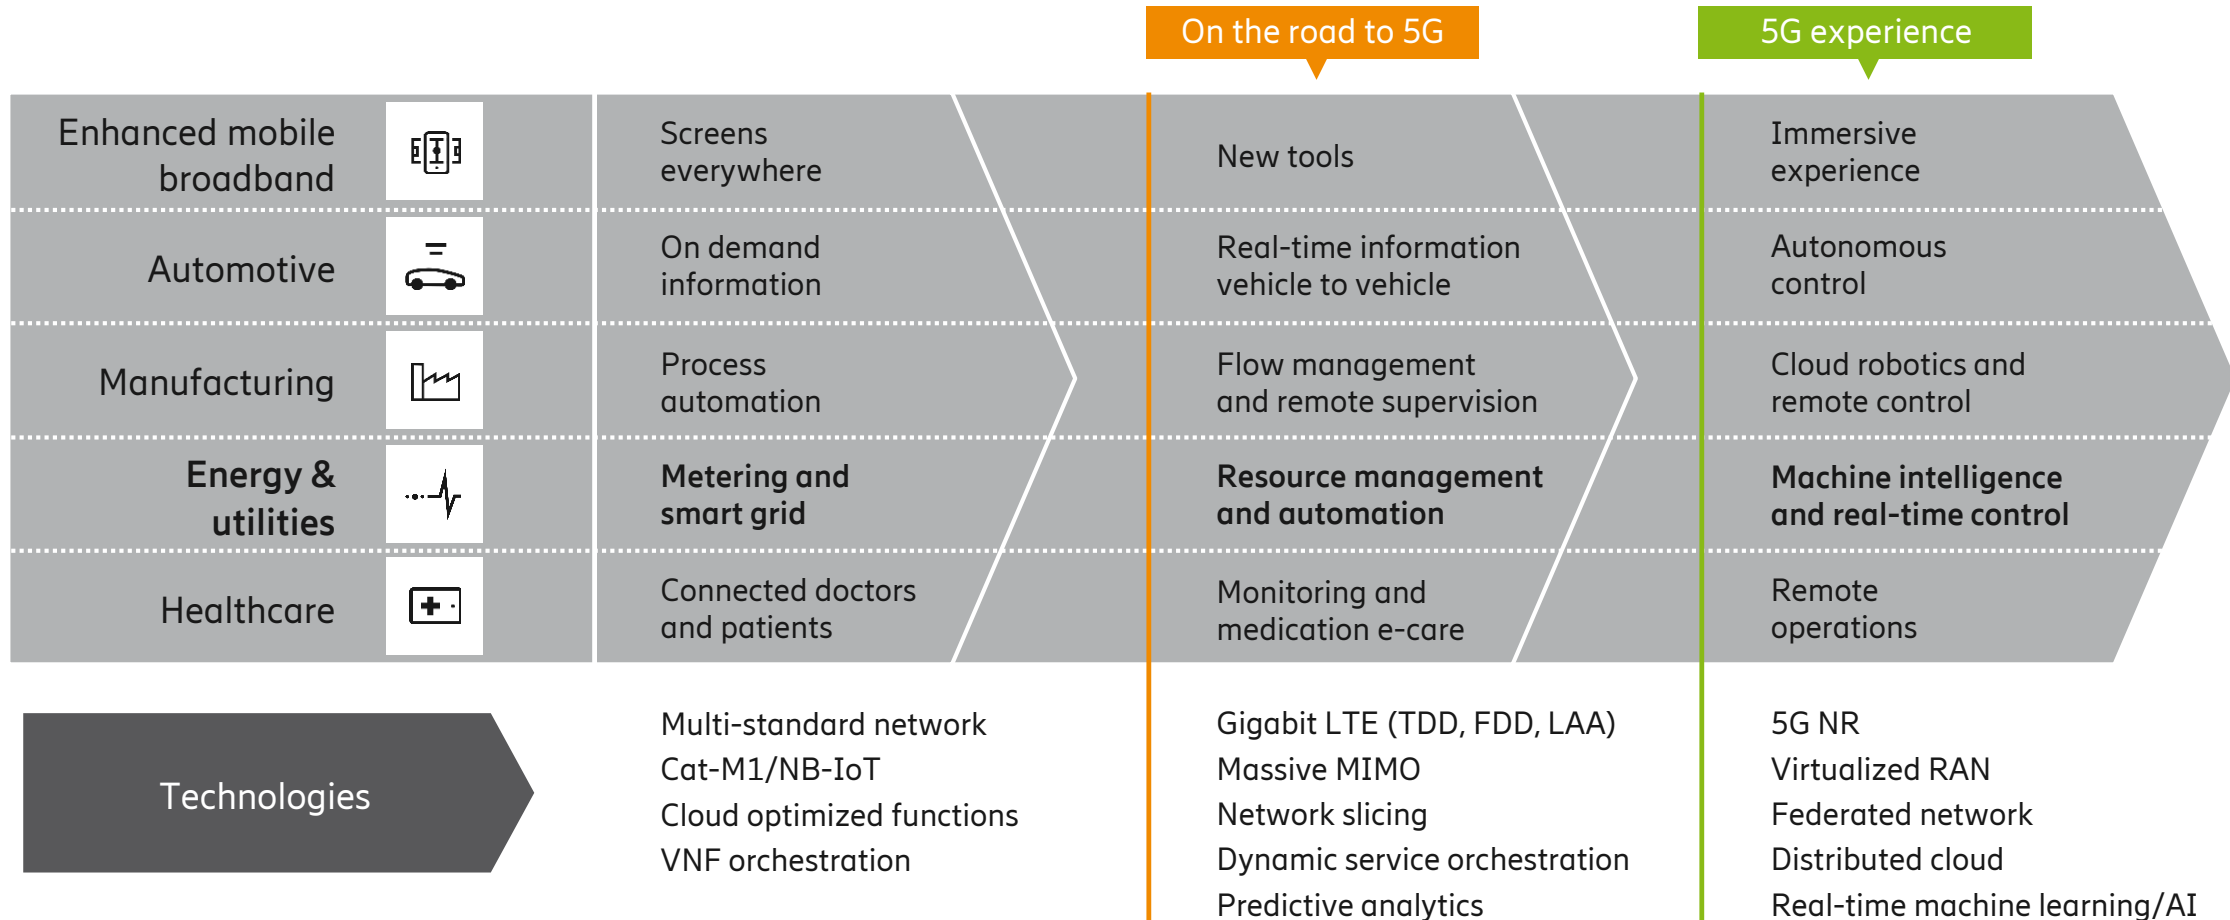 On the road to 5G
5G experience
Enhanced mobile
broadband
Screens
everywhere
New tools
Immersive
experience
Automotive
On demand
information
Real-time information
vehicle to vehicle
Autonomous
control
Manufacturing
Process
automation
Flow management
and remote supervision
Cloud robotics and
remote control
Energy &
utilities
Metering and
smart grid
Resource management
and automation
Machine intelligence
and real-time control
Healthcare
Connected doctors
and patients
Monitoring and
medication e-care
Remote
operations
Technologies
Multi-standard network
Cat-M1/NB-IoT
Cloud optimized functions
VNF orchestration
Gigabit LTE (TDD, FDD, LAA)
Massive MIMO
Network slicing
Dynamic service orchestration
Predictive analytics
5G NR
Virtualized RAN
Federated network
Distributed cloud
Real-time machine learning/AI